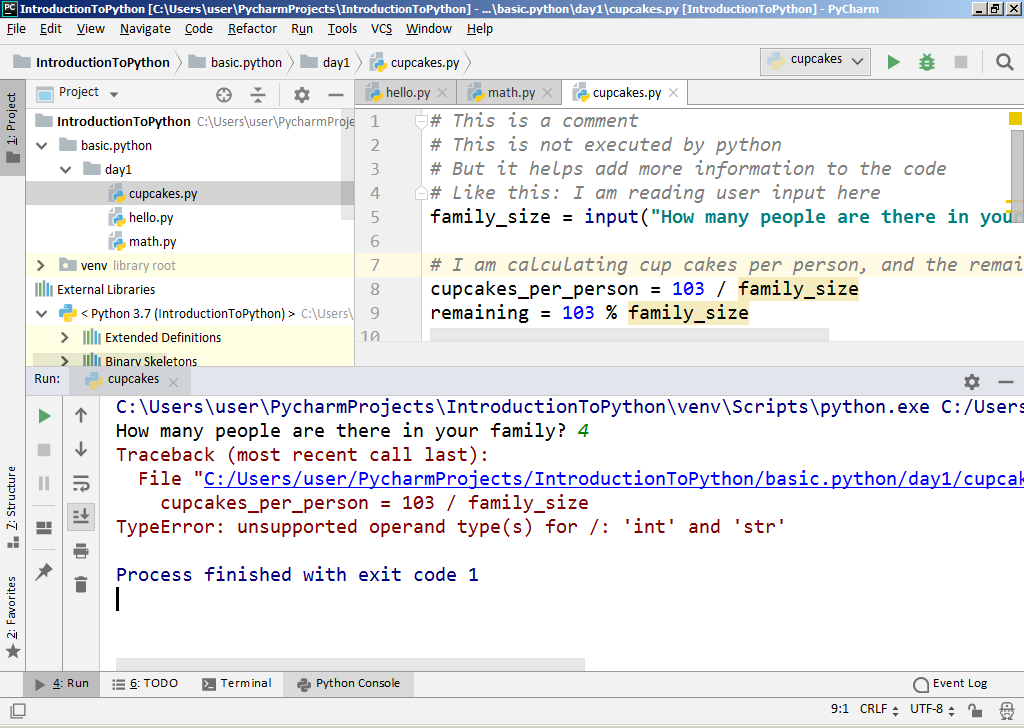 IntroductionToPython [C:\Users\user\PycharmProjects\IntroductionToPython] - ...\basic.python\day1\cupcakes.py [IntroductionToPython] - PyCharm
File Edit View Navigate Code Refactor Run Tools VCS Window Help
IntroductionToPython basic.python day1 cupcakes.py cupcakes
1: Project
Project
hello.py math.py cupcakes.py
IntroductionToPython C:\Users\user\PycharmProje
basic.python
day1
cupcakes.py
hello.py
math.py
venv library root
External Libraries
< Python 3.7 (IntroductionToPython) > C:\Users\
Extended Definitions
Binary Skeletons
1 # This is a comment
2 # This is not executed by python
3 # But it helps add more information to the code
4 # Like this: I am reading user input here
5 family_size = input("How many people are there in your
6
7 # I am calculating cup cakes per person, and the remai
8 cupcakes_per_person = 103 / family_size
9 remaining = 103 % family_size
10
Run: cupcakes
C:\Users\user\PycharmProjects\IntroductionToPython\venv\Scripts\python.exe C:/Users
How many people are there in your family? 4
Traceback (most recent call last):
File "C:/Users/user/PycharmProjects/IntroductionToPython/basic.python/day1/cupcak
cupcakes_per_person = 103 / family_size
TypeError: unsupported operand type(s) for /: 'int' and 'str'
Process finished with exit code 1
7: Structure
2: Favorites
4: Run 6: TODO Terminal Python Console Event Log
9:1 CRLF UTF-8